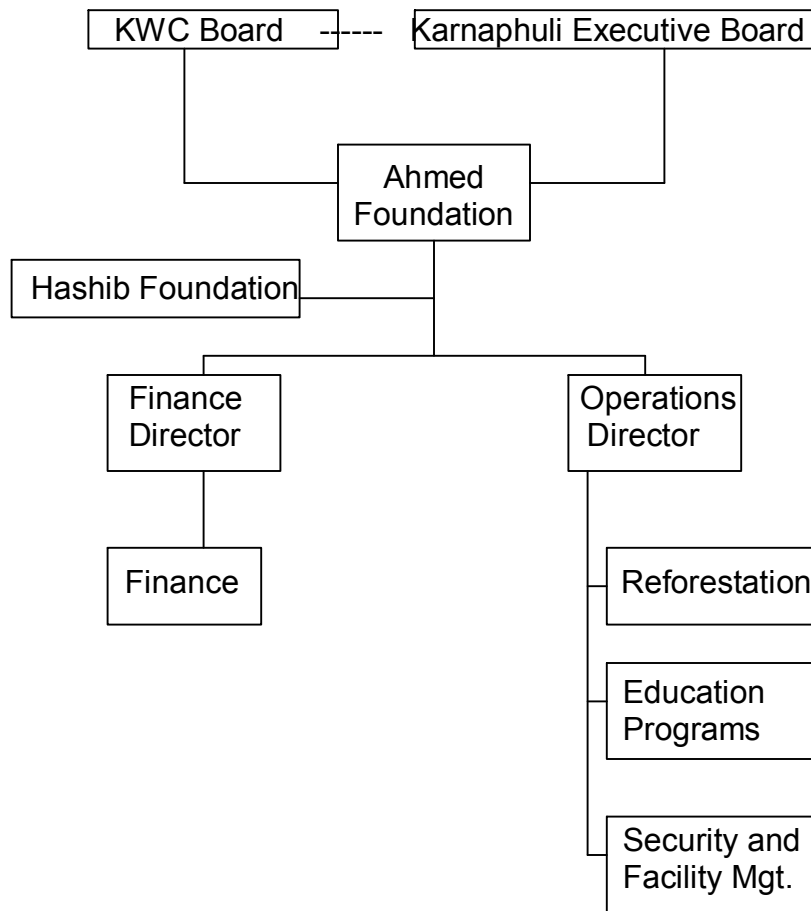 KWC Board ------ Karnaphuli Executive Board
Ahmed
Foundation
Hashib Foundation
Finance
Director
Operations
Director
Finance
Reforestation
Education
Programs
Security and
Facility Mgt.